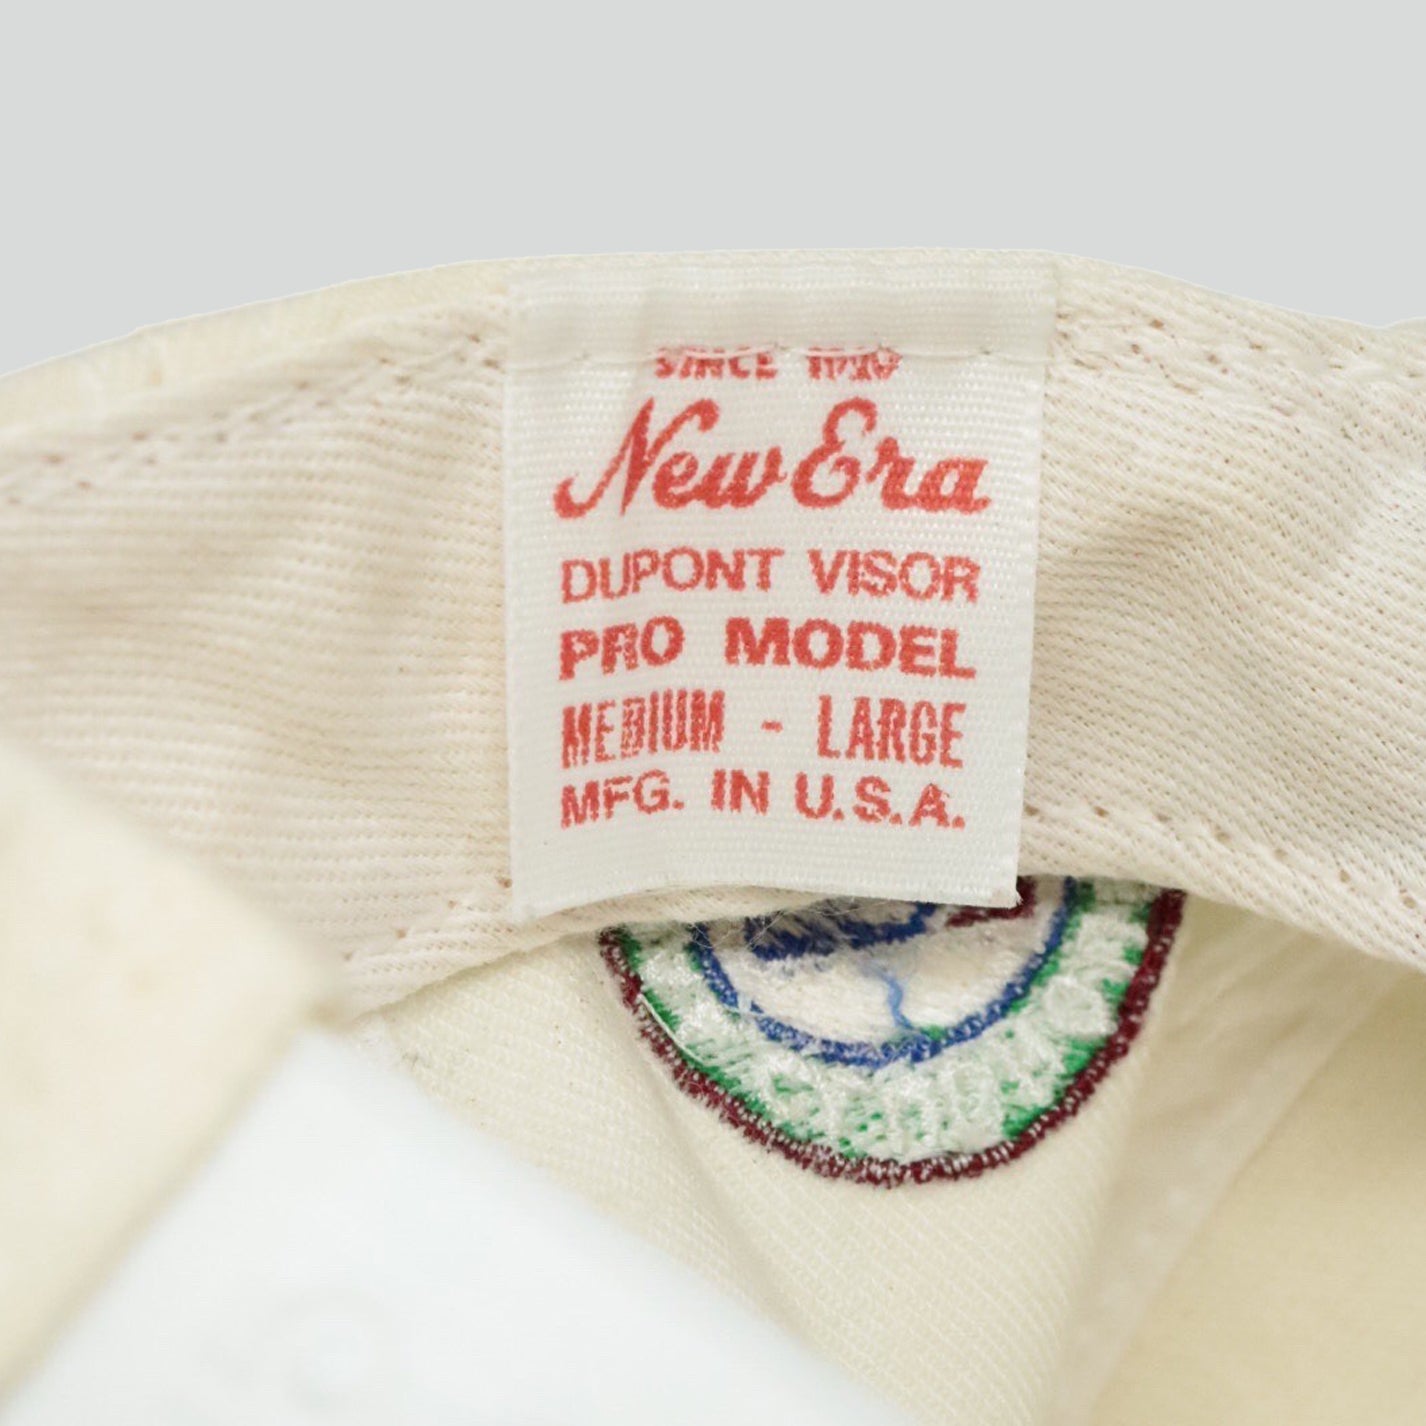 SINCE 1920
New Era
DUPONT VISOR
PRO MODEL
MEDIUM - LARGE
MFG. IN U.S.A.